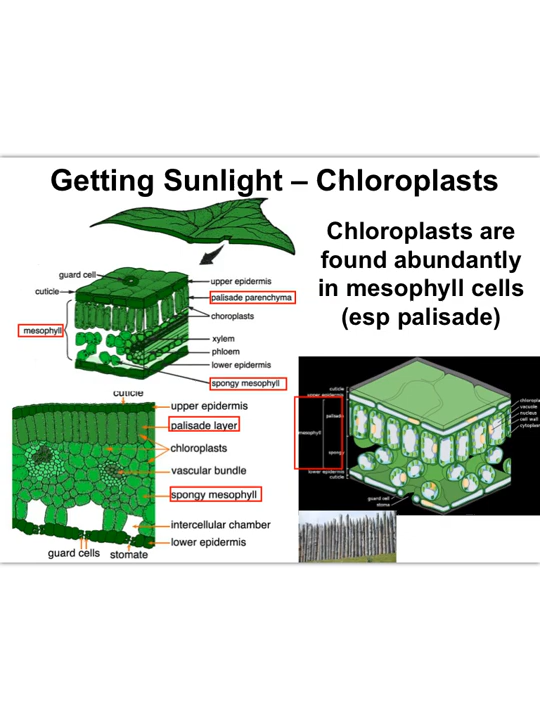 Getting Sunlight – Chloroplasts
Chloroplasts are
found abundantly
in mesophyll cells
(esp palisade)
guard cell
cuticle
mesophyll
upper epidermis
palisade parenchyma
choroplasts
xylem
phloem
lower epidermis
spongy mesophyll
cuticle
upper epidermis
palisade layer
chloroplasts
vascular bundle
spongy mesophyll
intercellular chamber
lower epidermis
guard cells
stomate
cuticle
upper epidermis
palisade
mesophyll
spongy
lower epidermis
cuticle
guard cell
stoma
chloropla
vacuole
nucleus
cell wall
cytoplas